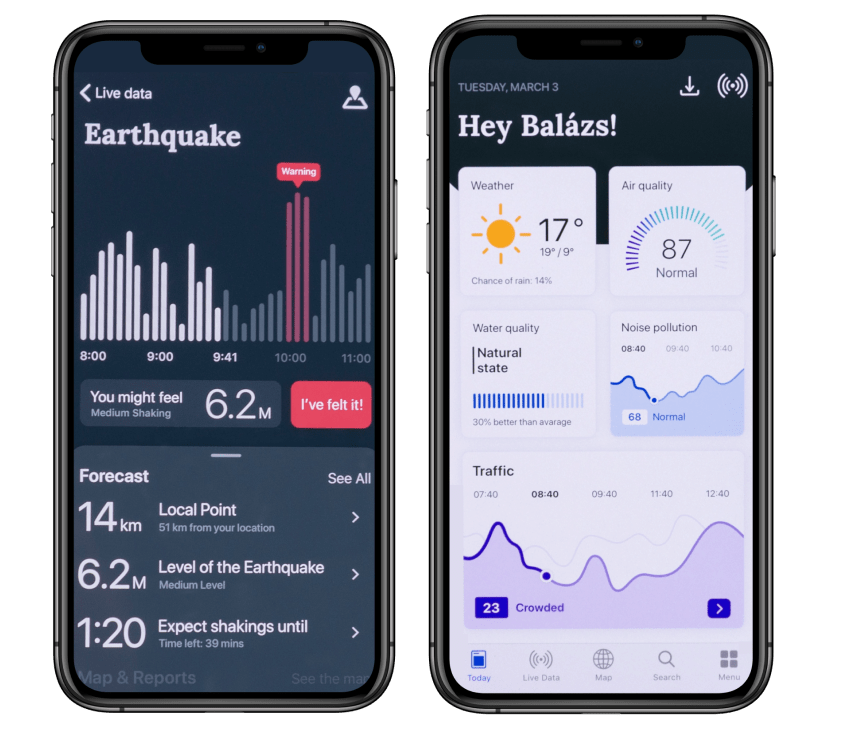 Live data
Earthquake
Warning
8:00 9:00 9:41 10:00 11:00
You might feel
Medium Shaking
6.2M
I've felt it!
Forecast
See All
14km
Local Point
51 km from your location
6.2M
Level of the Earthquake
Medium Level
1:20
Expect shakings until
Time left: 39 mins
Map & Reports
See the map
TUESDAY, MARCH 3
Hey Balázs!
Weather
17°
19° / 9°
Chance of rain: 14%
Air quality
87
Normal
Water quality
Natural
state
30% better than avarage
Noise pollution
08:40 09:40 10:40
68 Normal
Traffic
07:40 08:40 09:40 11:40 12:40
23 Crowded
Today Live Data Map Search Menu